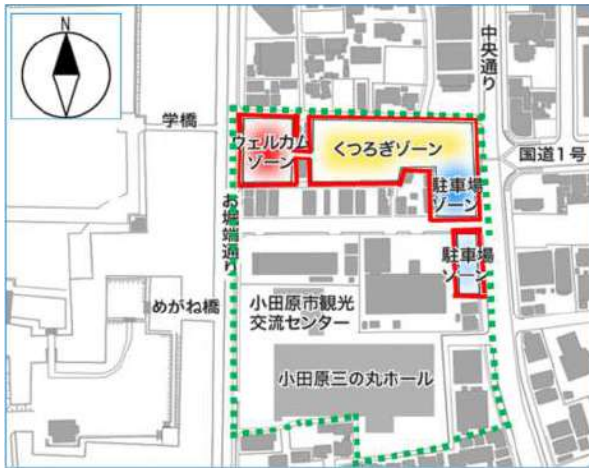 N
中央通り
学橋
ウェルカム
ゾーン
くつろぎゾーン
国道1号
駐車場
ゾーン
お堀端通り
駐車場
ゾーン
めがね橋
小田原市観光
交流センター
小田原三の丸ホール